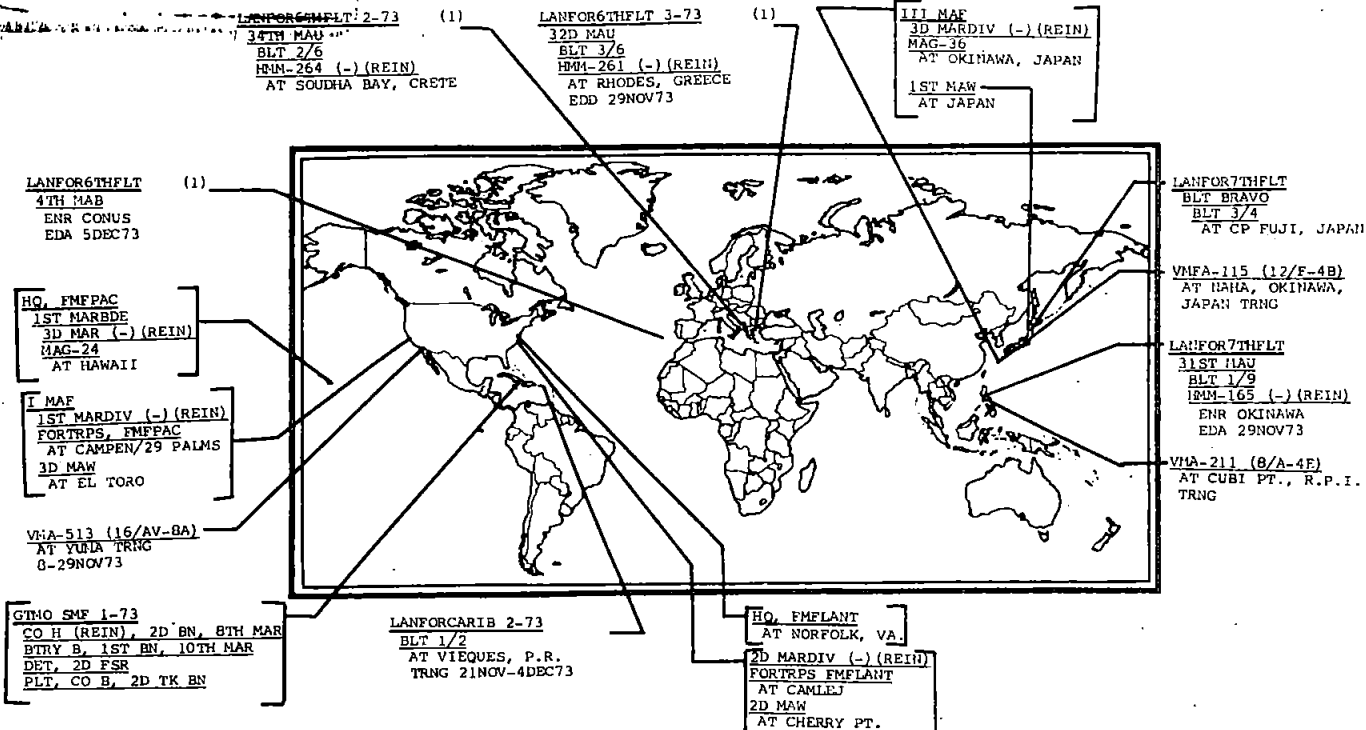 LANFOR6THFLT 2-73 (1)
34TH MAU
BLT 2/6
HMM-264 (-)(REIN)
AT SOUDHA BAY, CRETE
LANFOR6THFLT 3-73 (1)
32D MAU
BLT 3/6
HMM-261 (-)(REIN)
AT RHODES, GREECE
EDD 29NOV73
III MAF
3D MARDIV (-)(REIN)
MAG-36
AT OKINAWA, JAPAN
1ST MAW
AT JAPAN
LANFOR6THFLT (1)
4TH MAB
ENR CONUS
EDA 5DEC73
HQ, FMFPAC
1ST MARBDE
3D MAR (-)(REIN)
MAG-24
AT HAWAII
I MAF
1ST MARDIV (-)(REIN)
FORTRPS, FMFPAC
AT CAMPEN/29 PALMS
3D MAW
AT EL TORO
VMA-513 (16/AV-8A)
AT YUMA TRNG
8-29NOV73
GTMO SMF 1-73
CO H (REIN), 2D BN, 8TH MAR
BTRY B, 1ST BN, 10TH MAR
DET, 2D FSR
PLT, CO B, 2D TK BN
LANFORCARIB 2-73
BLT 1/2
AT VIEQUES, P.R.
TRNG 21NOV-4DEC73
HQ, FMFLANT
AT NORFOLK, VA.
2D MARDIV (-)(REIN)
FORTRPS FMFLANT
AT CAMLEJ
2D MAW
AT CHERRY PT.
LANFOR7THFLT
BLT BRAVO
BLT 3/4
AT CP FUJI, JAPAN
VMFA-115 (12/F-4B)
AT NAHA, OKINAWA,
JAPAN TRNG
LANFOR7THFLT
31ST MAU
BLT 1/9
HMM-165 (-)(REIN)
ENR OKINAWA
EDA 29NOV73
VMA-211 (8/A-4E)
AT CUBI PT., R.P.I.
TRNG